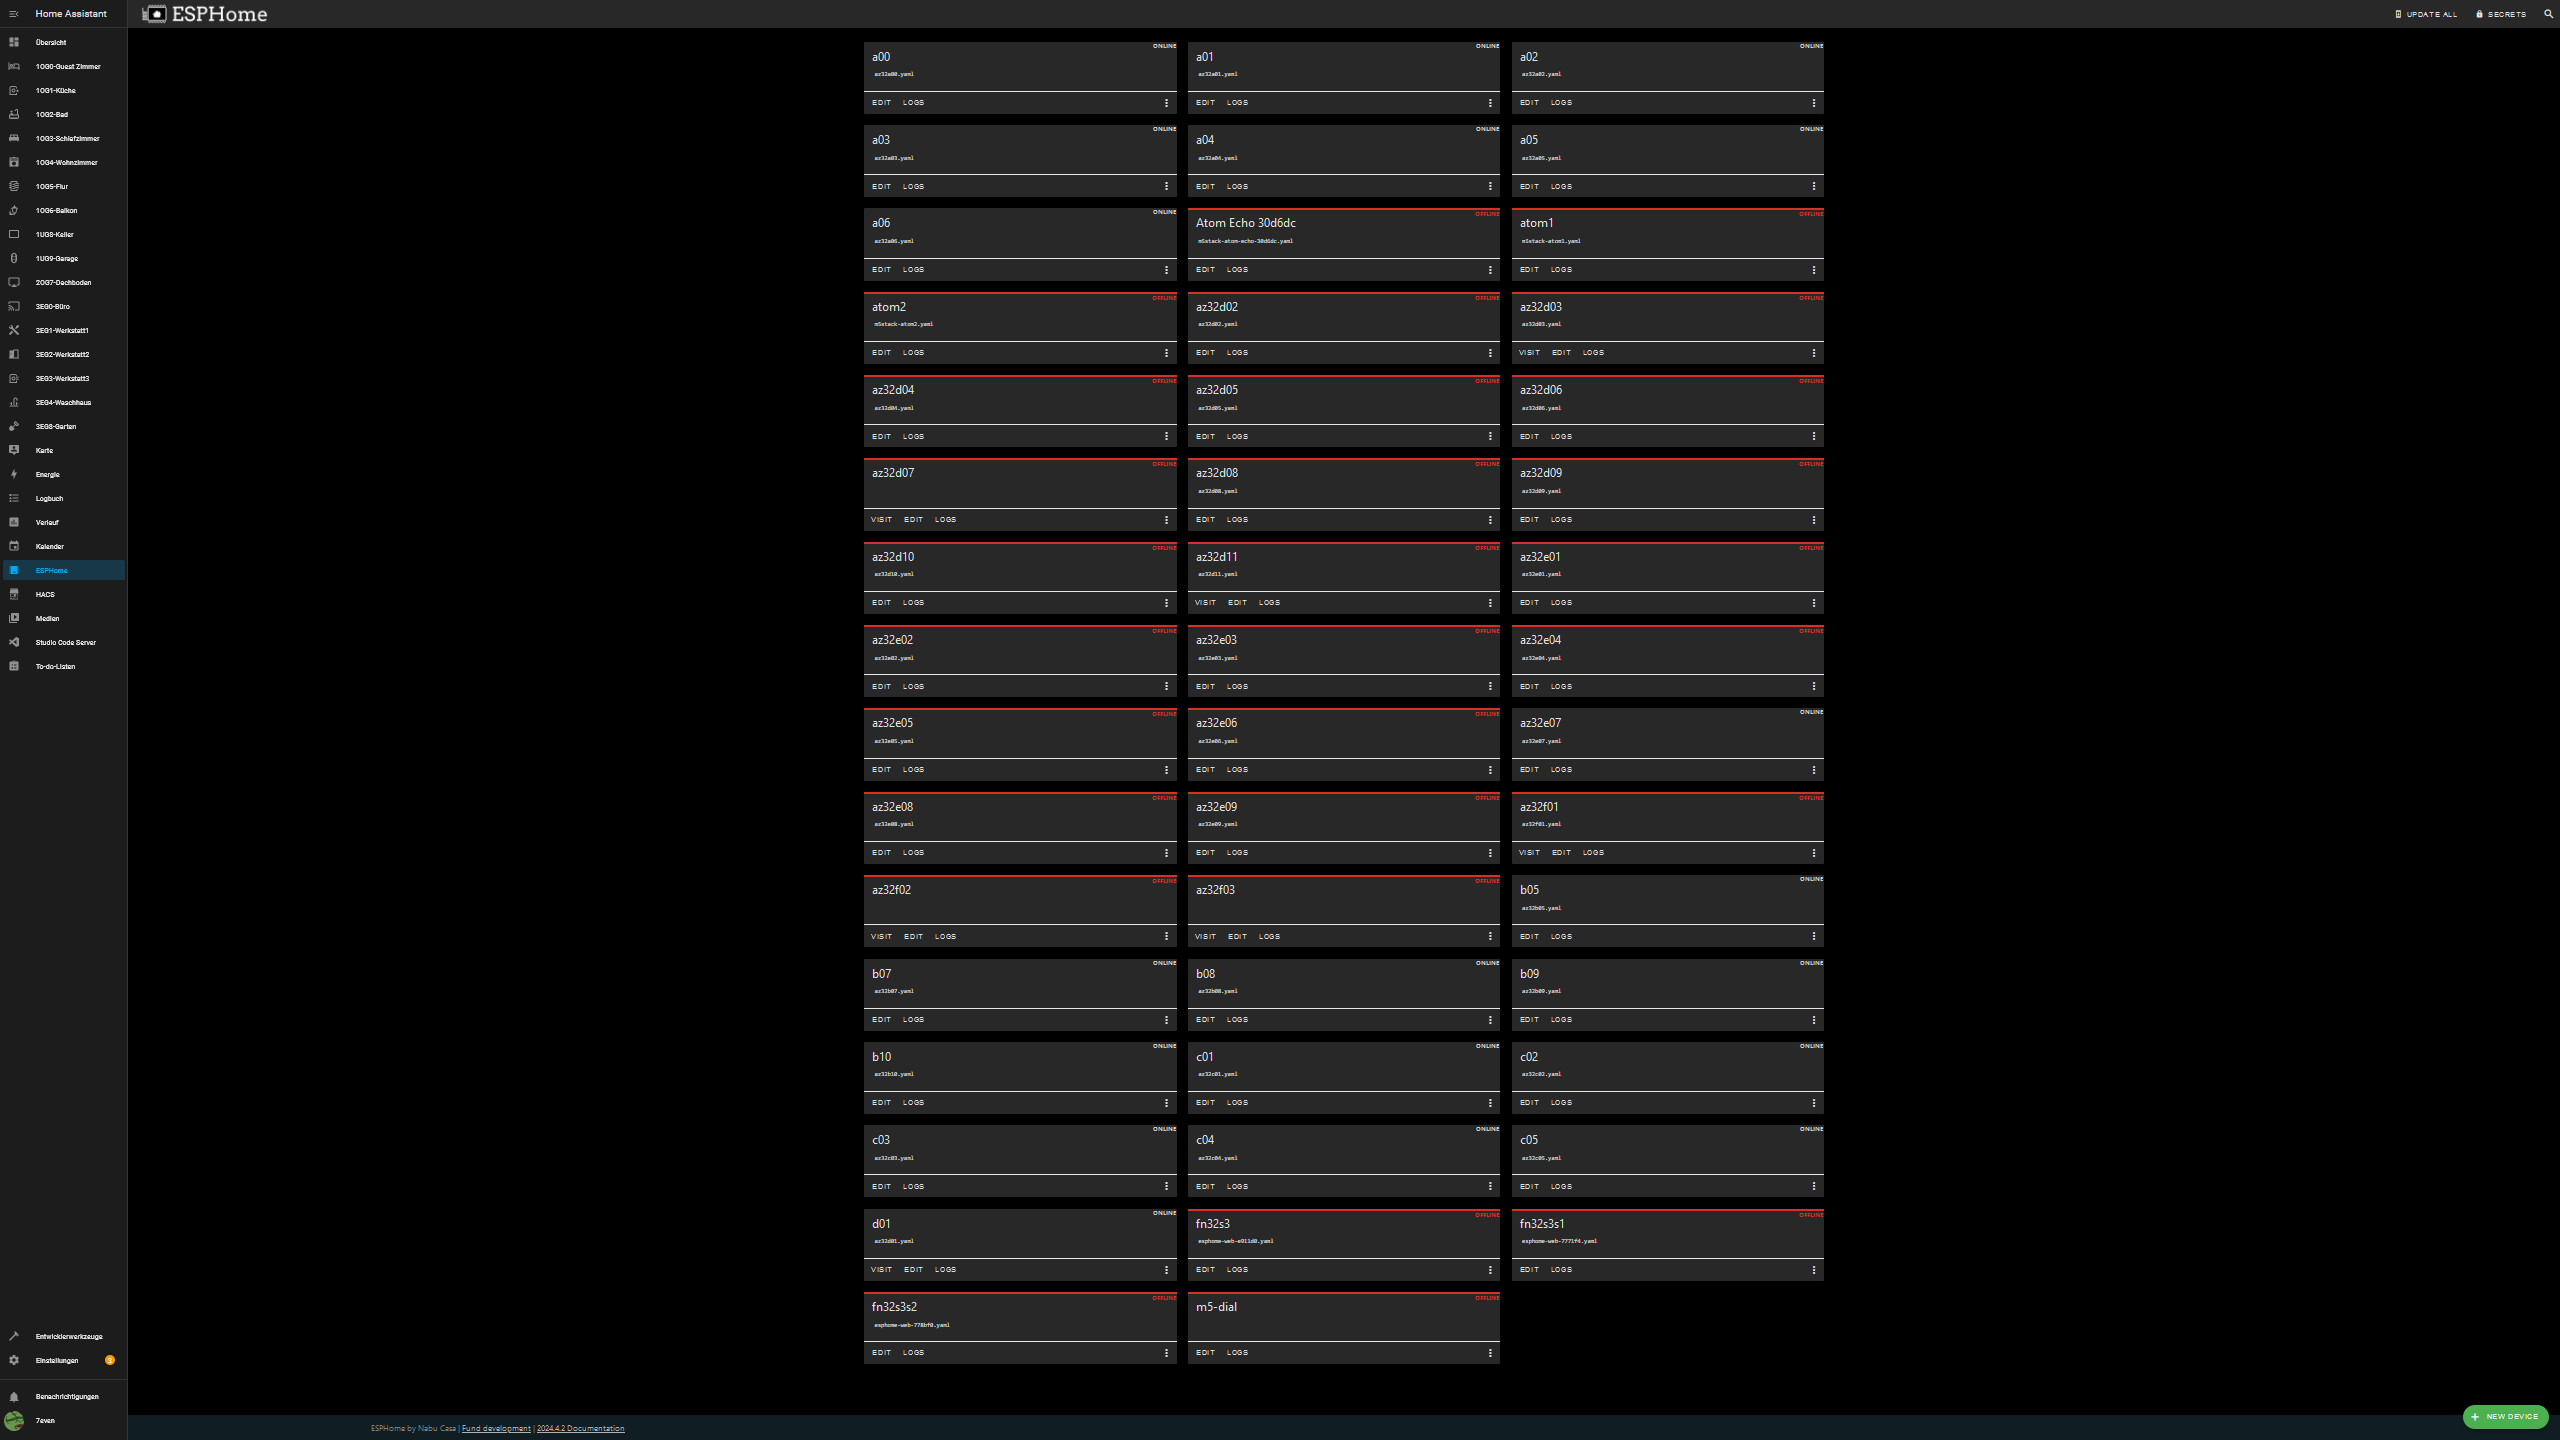 Home Assistant
ESPHome
UPDATE ALL
SECRETS
Übersicht
1OG0-Guest Zimmer
1OG1-Küche
1OG2-Bad
1OG3-Schlafzimmer
1OG4-Wohnzimmer
1OG5-Flur
1OG6-Balkon
1UG8-Keller
1UG9-Garage
2OG7-Dachboden
3EG0-Büro
3EG1-Werkstatt1
3EG2-Werkstatt2
3EG3-Werkstatt3
3EG4-Waschhaus
3EG8-Garten
Karte
Energie
Logbuch
Verlauf
Kalender
ESPHome
HACS
Medien
Studio Code Server
To-do-Listen
Entwicklerwerkzeuge
Einstellungen 3
Benachrichtigungen
7even
ONLINE ONLINE ONLINE
a00 a01 a02
az32a00.yaml az32a01.yaml az32a02.yaml
EDIT LOGS EDIT LOGS EDIT LOGS
ONLINE ONLINE ONLINE
a03 a04 a05
az32a03.yaml az32a04.yaml az32a05.yaml
EDIT LOGS EDIT LOGS EDIT LOGS
ONLINE OFFLINE OFFLINE
a06 Atom Echo 30d6dc atom1
az32a06.yaml m5stack-atom-echo-30d6dc.yaml m5stack-atom1.yaml
EDIT LOGS EDIT LOGS EDIT LOGS
OFFLINE OFFLINE OFFLINE
atom2 az32d02 az32d03
m5stack-atom2.yaml az32d02.yaml az32d03.yaml
EDIT LOGS EDIT LOGS VISIT EDIT LOGS
OFFLINE OFFLINE OFFLINE
az32d04 az32d05 az32d06
az32d04.yaml az32d05.yaml az32d06.yaml
EDIT LOGS EDIT LOGS EDIT LOGS
OFFLINE OFFLINE OFFLINE
az32d07 az32d08 az32d09
az32d08.yaml az32d09.yaml
VISIT EDIT LOGS EDIT LOGS EDIT LOGS
OFFLINE OFFLINE OFFLINE
az32d10 az32d11 az32e01
az32d10.yaml az32d11.yaml az32e01.yaml
EDIT LOGS VISIT EDIT LOGS EDIT LOGS
OFFLINE OFFLINE OFFLINE
az32e02 az32e03 az32e04
az32e02.yaml az32e03.yaml az32e04.yaml
EDIT LOGS EDIT LOGS EDIT LOGS
OFFLINE OFFLINE ONLINE
az32e05 az32e06 az32e07
az32e05.yaml az32e06.yaml az32e07.yaml
EDIT LOGS EDIT LOGS EDIT LOGS
OFFLINE OFFLINE OFFLINE
az32e08 az32e09 az32f01
az32e08.yaml az32e09.yaml az32f01.yaml
EDIT LOGS EDIT LOGS VISIT EDIT LOGS
OFFLINE OFFLINE ONLINE
az32f02 az32f03 b05
az32b05.yaml
VISIT EDIT LOGS VISIT EDIT LOGS EDIT LOGS
ONLINE ONLINE ONLINE
b07 b08 b09
az32b07.yaml az32b08.yaml az32b09.yaml
EDIT LOGS EDIT LOGS EDIT LOGS
ONLINE ONLINE ONLINE
b10 c01 c02
az32b10.yaml az32c01.yaml az32c02.yaml
EDIT LOGS EDIT LOGS EDIT LOGS
ONLINE ONLINE ONLINE
c03 c04 c05
az32c03.yaml az32c04.yaml az32c05.yaml
EDIT LOGS EDIT LOGS EDIT LOGS
ONLINE OFFLINE OFFLINE
d01 fn32s3 fn32s3s1
az32d01.yaml esphome-web-e911d0.yaml esphome-web-7771f4.yaml
VISIT EDIT LOGS EDIT LOGS EDIT LOGS
OFFLINE OFFLINE
fn32s3s2 m5-dial
esphome-web-778bf0.yaml
EDIT LOGS EDIT LOGS
ESPHome by Nabu Casa | Fund development | 2024.4.2 Documentation
NEW DEVICE